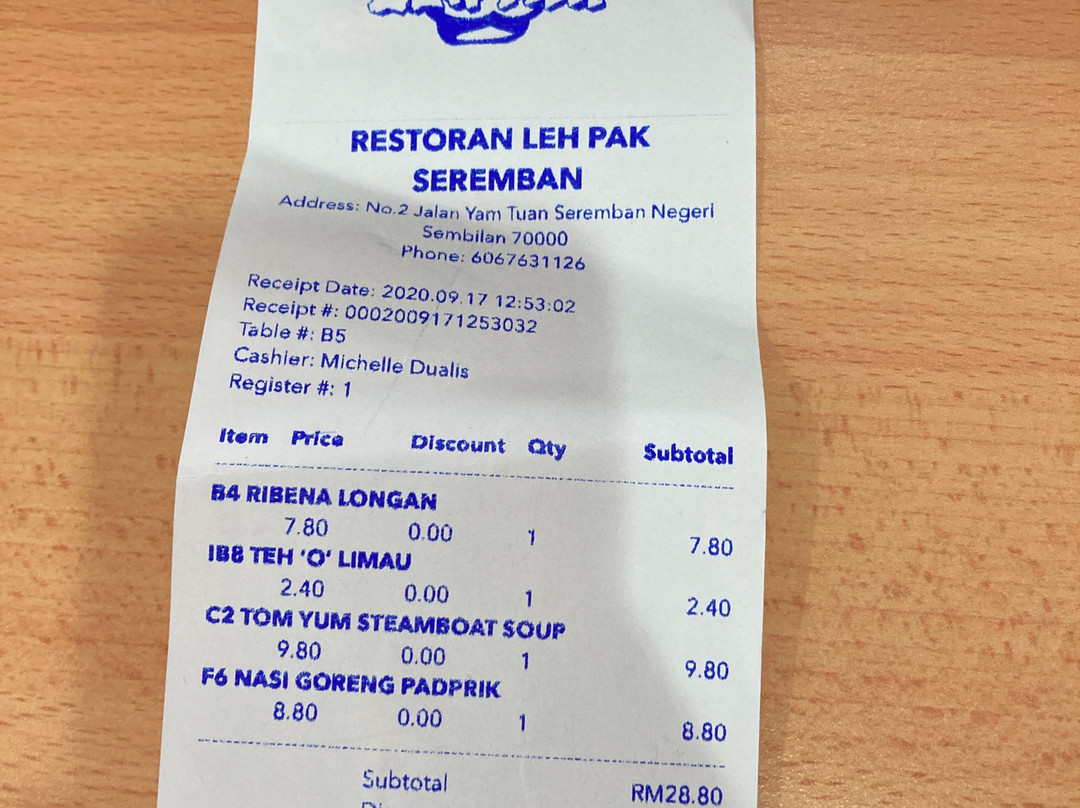 RESTORAN LEH PAK
SEREMBAN
Address: No.2 Jalan Yam Tuan Seremban Negeri
Sembilan 70000
Phone: 6067631126
Receipt Date: 2020.09.17 12:53:02
Receipt #: 0002009171253032
Table #: B5
Cashier: Michelle Dualis
Register #: 1
Item Price Discount Qty Subtotal
B4 RIBENA LONGAN
7.80 0.00 1 7.80
IB8 TEH 'O' LIMAU
2.40 0.00 1 2.40
C2 TOM YUM STEAMBOAT SOUP
9.80 0.00 1 9.80
F6 NASI GORENG PADPRIK
8.80 0.00 1 8.80
Subtotal RM28.80